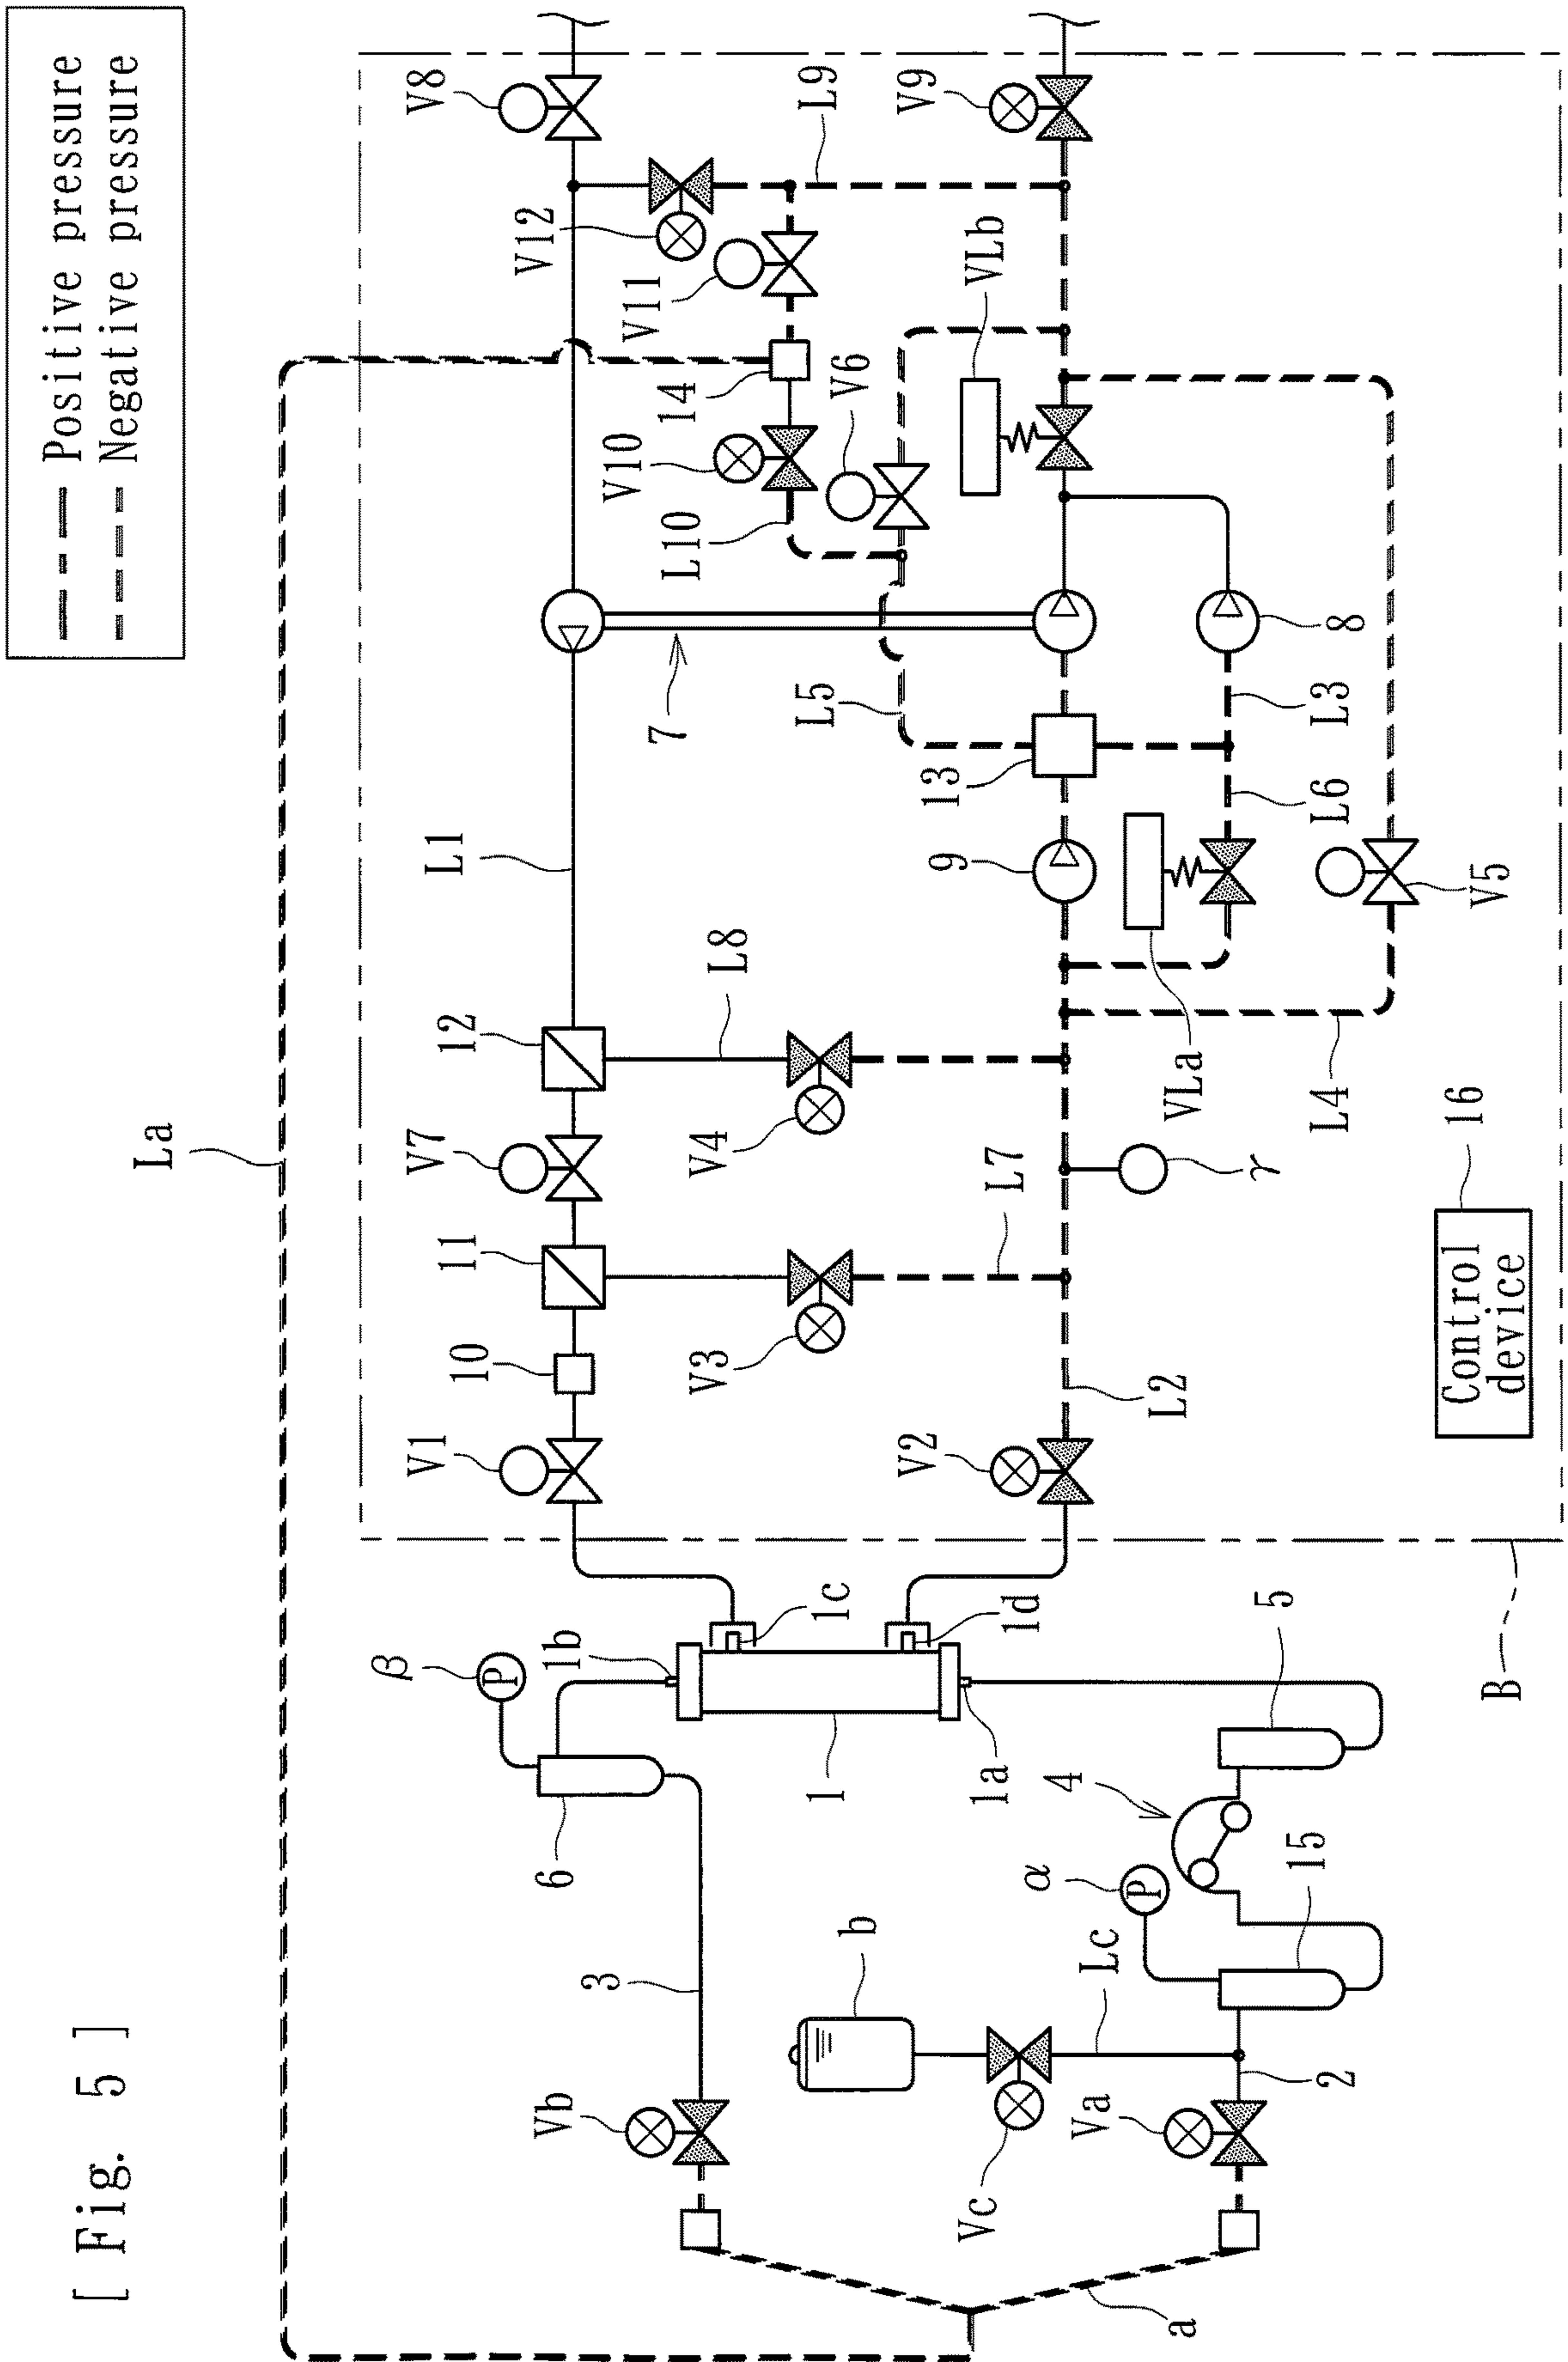 [ Fig. 5 ]
Positive pressure
Negative pressure
La
V8
V9
L9
V12
V11
VLb
14
V6
V10
L10
7
L5
8
L3
13
L6
L1
9
V5
L8
12
VLa
V4
V7
L4
L7
γ
16
11
Control
device
V3
10
L2
V1
V2
1c
1d
5
B
β
P
1b
1
1a
4
6
α
P
15
b
Lc
3
2
Vb
Va
Vc
a